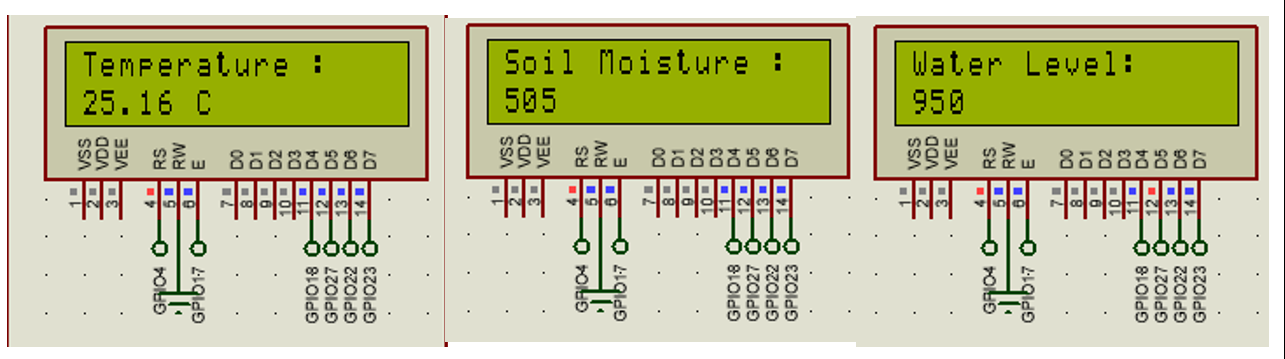 Temperature :
25.16 C
VSS VDD VEE RS RW E D0 D1 D2 D3 D4 D5 D6 D7
1 2 3 4 5 6 7 8 9 10 11 12 13 14
GPIO4 GPIO17 GPIO18 GPIO27 GPIO22 GPIO23
Soil Moisture :
505
VSS VDD VEE RS RW E D0 D1 D2 D3 D4 D5 D6 D7
1 2 3 4 5 6 7 8 9 10 11 12 13 14
GPIO4 GPIO17 GPIO18 GPIO27 GPIO22 GPIO23
Water Level:
950
VSS VDD VEE RS RW E D0 D1 D2 D3 D4 D5 D6 D7
1 2 3 4 5 6 7 8 9 10 11 12 13 14
GPIO4 GPIO17 GPIO18 GPIO27 GPIO22 GPIO23